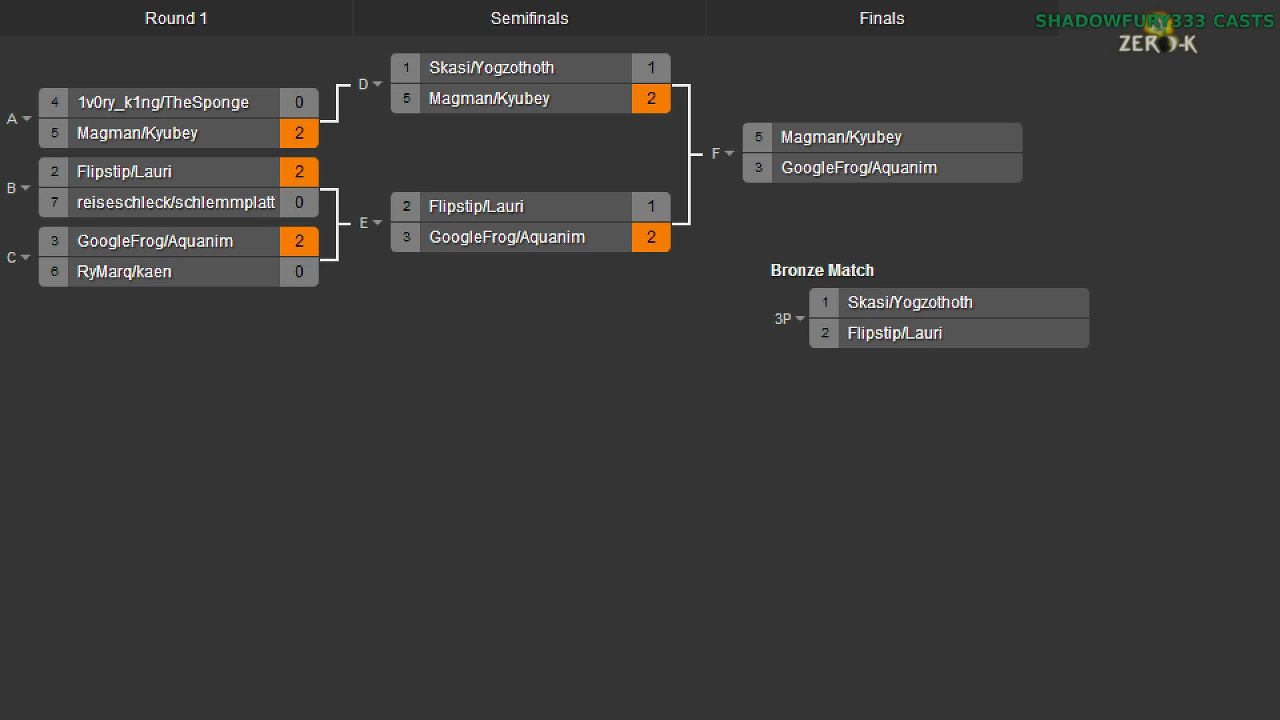 Round 1
Semifinals
Finals
SHADOWFURY333 CASTS
ZERO-K
A
4 1v0ry_k1ng/TheSponge 0
5 Magman/Kyubey 2
B
2 Flipstip/Lauri 2
7 reiseschleck/schlemmplatt 0
C
3 GoogleFrog/Aquanim 2
6 RyMarq/kaen 0
D
1 Skasi/Yogzothoth 1
5 Magman/Kyubey 2
E
2 Flipstip/Lauri 1
3 GoogleFrog/Aquanim 2
F
5 Magman/Kyubey
3 GoogleFrog/Aquanim
Bronze Match
3P
1 Skasi/Yogzothoth
2 Flipstip/Lauri